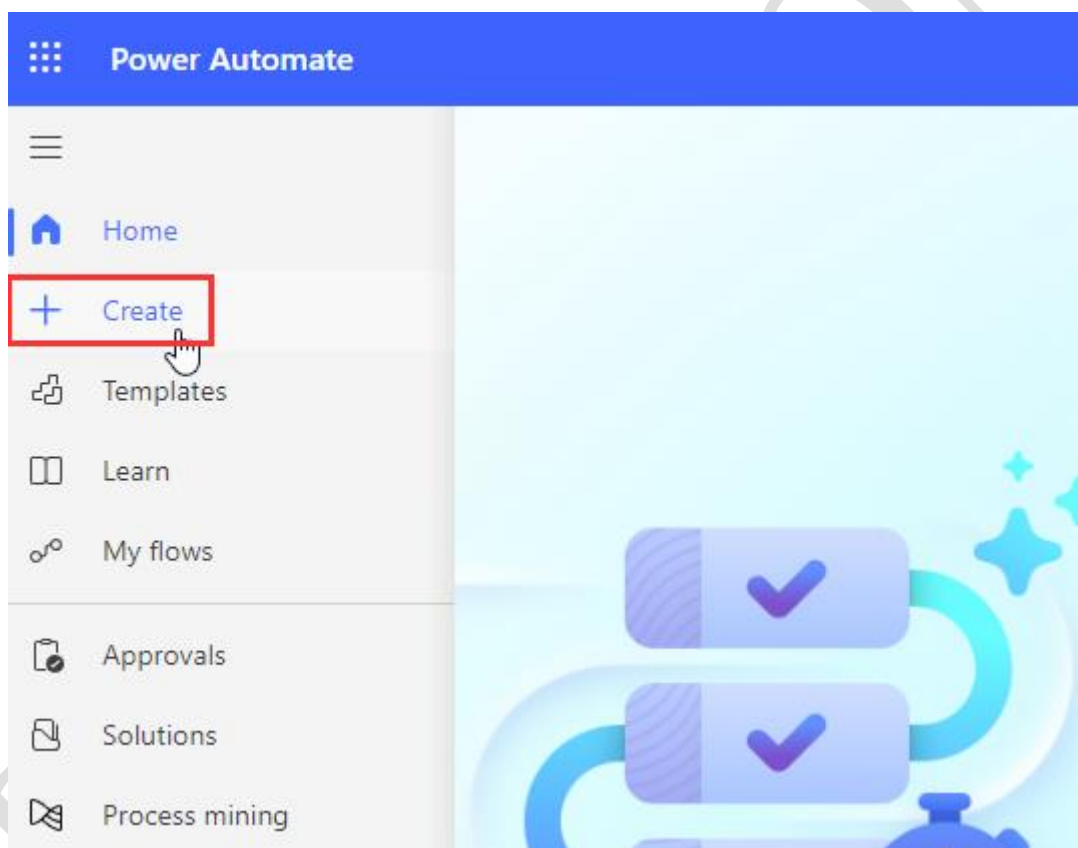 Power Automate
Home
Create
Templates
Learn
My flows
Approvals
Solutions
Process mining